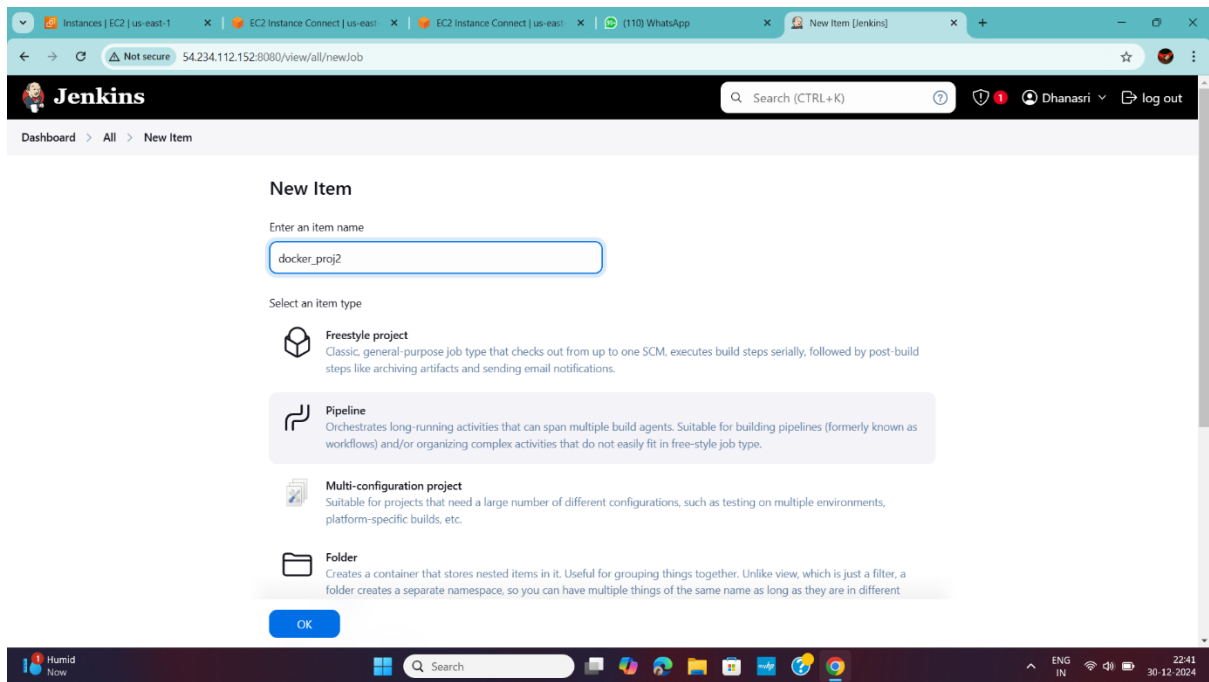 Instances | EC2 | us-east-1
EC2 Instance Connect | us-east-
EC2 Instance Connect | us-east-
(110) WhatsApp
New Item [Jenkins]
Not secure 54.234.112.152:8080/view/all/newJob
Jenkins
Search (CTRL+K)
1
Dhanasri
log out
Dashboard > All > New Item
New Item
Enter an item name
docker_proj2
Select an item type
Freestyle project
Classic, general-purpose job type that checks out from up to one SCM, executes build steps serially, followed by post-build
steps like archiving artifacts and sending email notifications.
Pipeline
Orchestrates long-running activities that can span multiple build agents. Suitable for building pipelines (formerly known as
workflows) and/or organizing complex activities that do not easily fit in free-style job type.
Multi-configuration project
Suitable for projects that need a large number of different configurations, such as testing on multiple environments,
platform-specific builds, etc.
Folder
Creates a container that stores nested items in it. Useful for grouping things together. Unlike view, which is just a filter, a
folder creates a separate namespace, so you can have multiple things of the same name as long as they are in different
OK
1
Humid
Now
Search
ENG
IN
22:41
30-12-2024